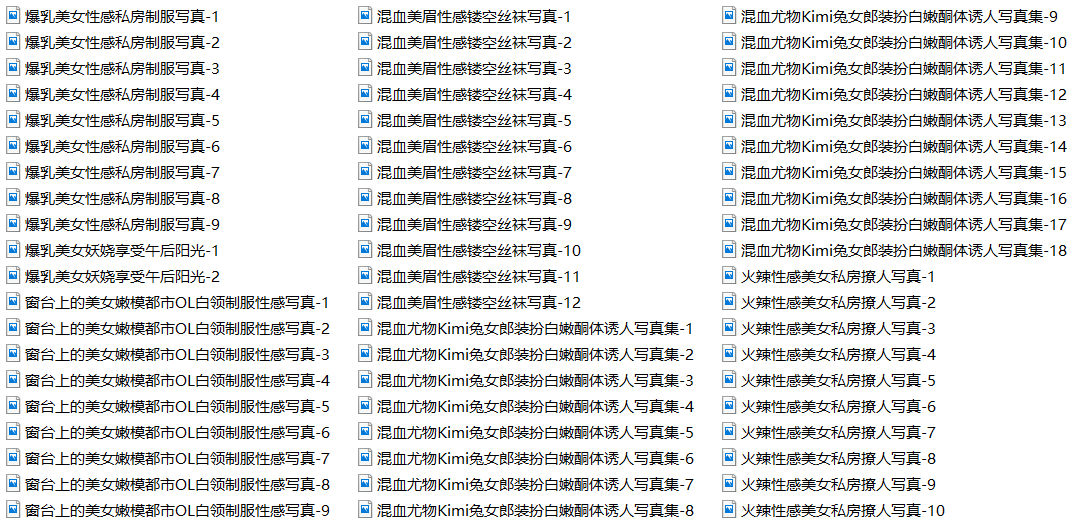 爆乳美女性感私房制服写真-1
爆乳美女性感私房制服写真-2
爆乳美女性感私房制服写真-3
爆乳美女性感私房制服写真-4
爆乳美女性感私房制服写真-5
爆乳美女性感私房制服写真-6
爆乳美女性感私房制服写真-7
爆乳美女性感私房制服写真-8
爆乳美女性感私房制服写真-9
爆乳美女妖娆享受午后阳光-1
爆乳美女妖娆享受午后阳光-2
窗台上的美女嫩模都市OL白领制服性感写真-1
窗台上的美女嫩模都市OL白领制服性感写真-2
窗台上的美女嫩模都市OL白领制服性感写真-3
窗台上的美女嫩模都市OL白领制服性感写真-4
窗台上的美女嫩模都市OL白领制服性感写真-5
窗台上的美女嫩模都市OL白领制服性感写真-6
窗台上的美女嫩模都市OL白领制服性感写真-7
窗台上的美女嫩模都市OL白领制服性感写真-8
窗台上的美女嫩模都市OL白领制服性感写真-9
混血美眉性感镂空丝袜写真-1
混血美眉性感镂空丝袜写真-2
混血美眉性感镂空丝袜写真-3
混血美眉性感镂空丝袜写真-4
混血美眉性感镂空丝袜写真-5
混血美眉性感镂空丝袜写真-6
混血美眉性感镂空丝袜写真-7
混血美眉性感镂空丝袜写真-8
混血美眉性感镂空丝袜写真-9
混血美眉性感镂空丝袜写真-10
混血美眉性感镂空丝袜写真-11
混血美眉性感镂空丝袜写真-12
混血尤物Kimi兔女郎装扮白嫩酮体诱人写真集-1
混血尤物Kimi兔女郎装扮白嫩酮体诱人写真集-2
混血尤物Kimi兔女郎装扮白嫩酮体诱人写真集-3
混血尤物Kimi兔女郎装扮白嫩酮体诱人写真集-4
混血尤物Kimi兔女郎装扮白嫩酮体诱人写真集-5
混血尤物Kimi兔女郎装扮白嫩酮体诱人写真集-6
混血尤物Kimi兔女郎装扮白嫩酮体诱人写真集-7
混血尤物Kimi兔女郎装扮白嫩酮体诱人写真集-8
混血尤物Kimi兔女郎装扮白嫩酮体诱人写真集-9
混血尤物Kimi兔女郎装扮白嫩酮体诱人写真集-10
混血尤物Kimi兔女郎装扮白嫩酮体诱人写真集-11
混血尤物Kimi兔女郎装扮白嫩酮体诱人写真集-12
混血尤物Kimi兔女郎装扮白嫩酮体诱人写真集-13
混血尤物Kimi兔女郎装扮白嫩酮体诱人写真集-14
混血尤物Kimi兔女郎装扮白嫩酮体诱人写真集-15
混血尤物Kimi兔女郎装扮白嫩酮体诱人写真集-16
混血尤物Kimi兔女郎装扮白嫩酮体诱人写真集-17
混血尤物Kimi兔女郎装扮白嫩酮体诱人写真集-18
火辣性感美女私房撩人写真-1
火辣性感美女私房撩人写真-2
火辣性感美女私房撩人写真-3
火辣性感美女私房撩人写真-4
火辣性感美女私房撩人写真-5
火辣性感美女私房撩人写真-6
火辣性感美女私房撩人写真-7
火辣性感美女私房撩人写真-8
火辣性感美女私房撩人写真-9
火辣性感美女私房撩人写真-10